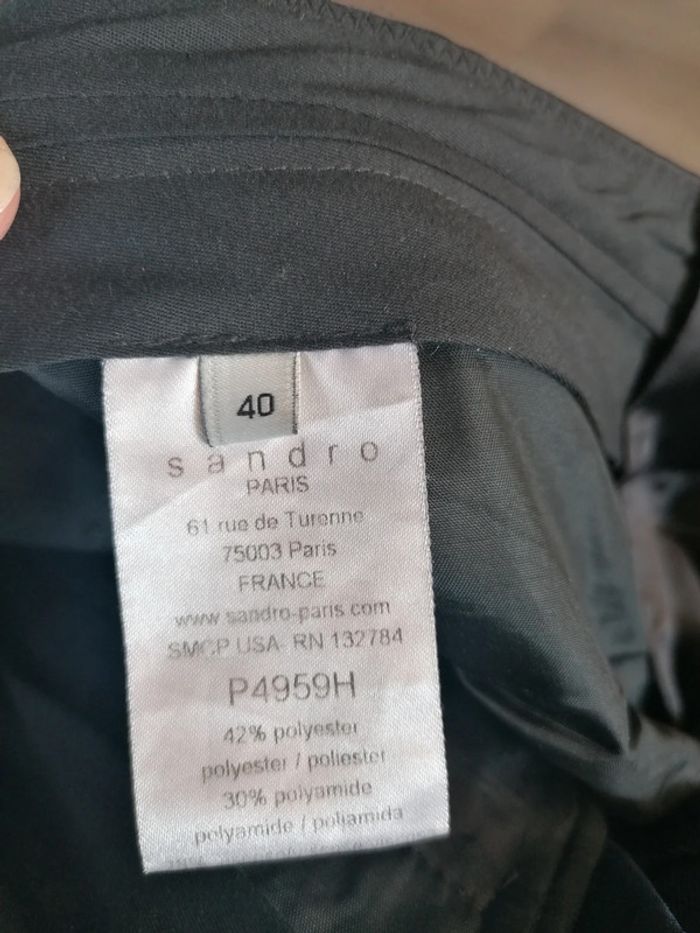 40
sandro
PARIS
61 rue de Turenne
75003 Paris
FRANCE
www sandro-paris com
SMCP USA- RN 132784
P4959H
42% polyester
polyester / poliester
30% polyamide
polyamide / poliamida